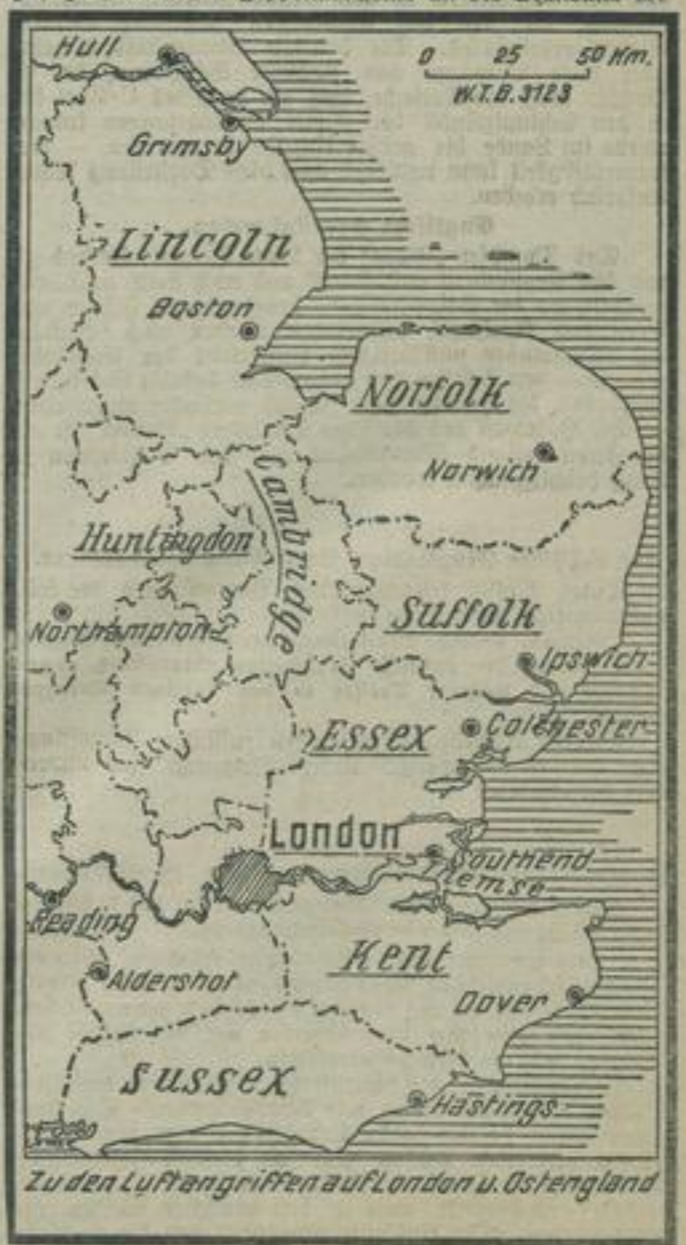 Hull
0 25 50 Km.
W.T.B. 3123
Grimsby
Lincoln
Boston
Norfolk
Norwich
Cambridge
Huntingdon
Suffolk
Northampton
Ipswich
Essex
Colchester
London
Southend
Temse
Reading
Kent
Aldershot
Dover
Sussex
Hastings
Zu den Luftangriffen auf London u. Ostengland